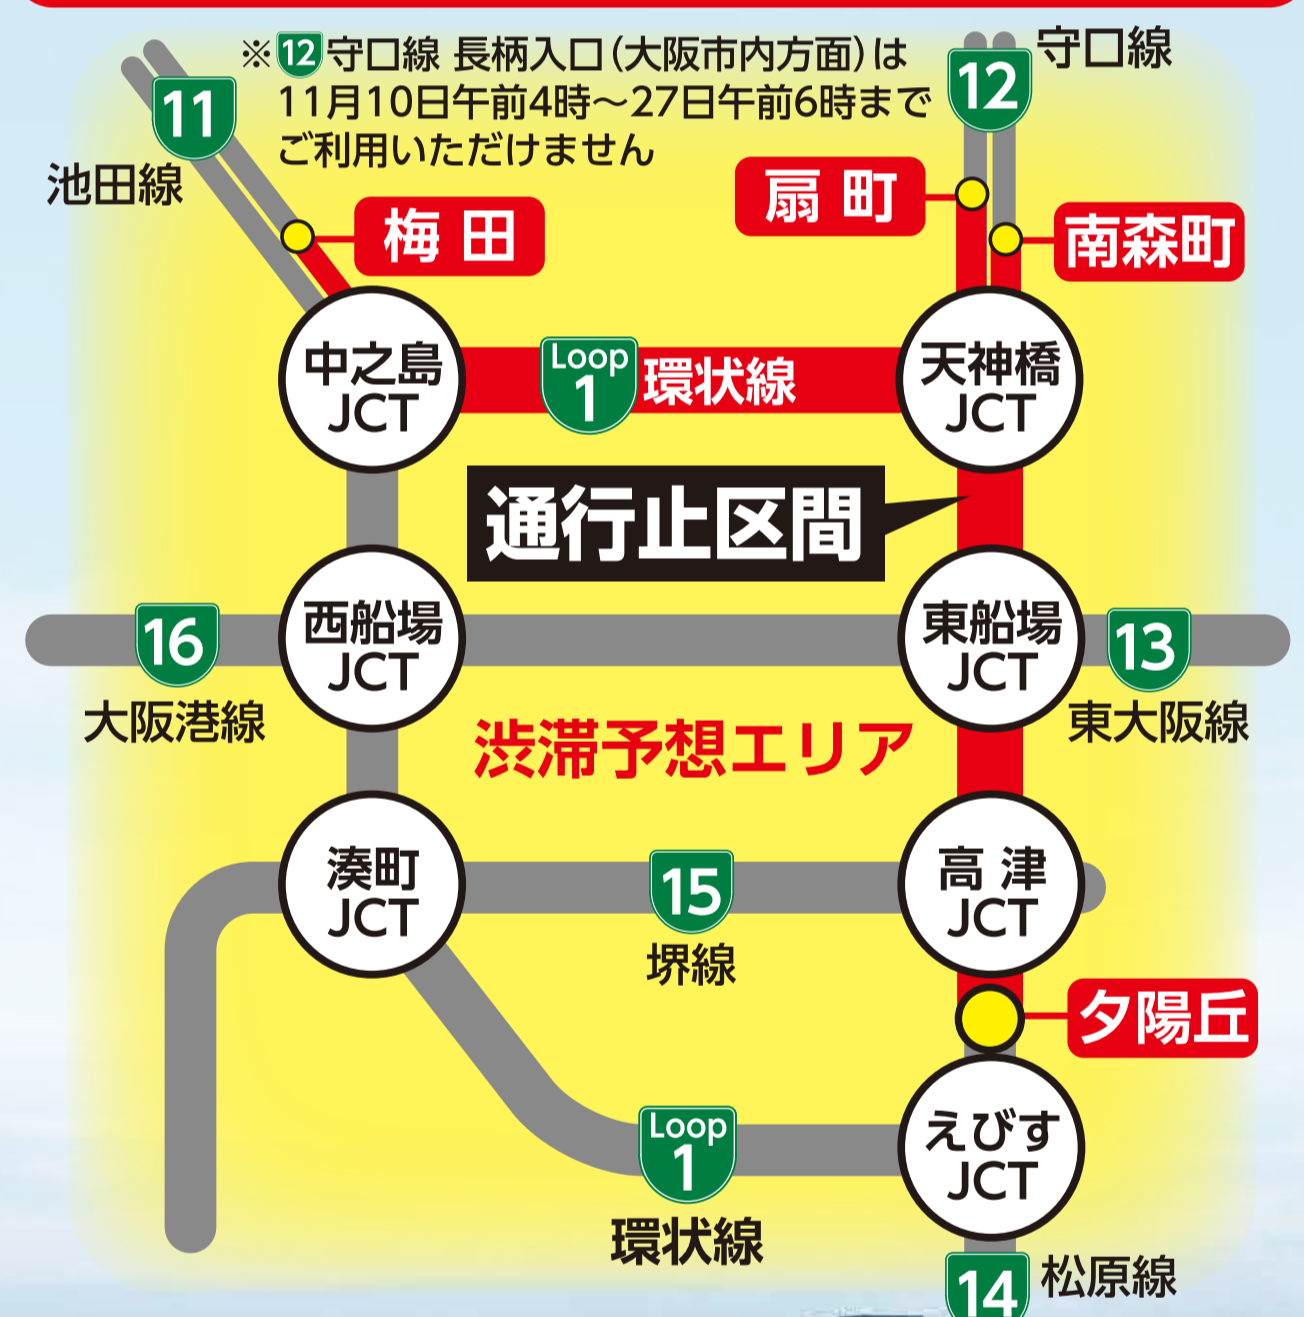 ※12守口線 長柄入口(大阪市内方面)は
11月10日午前4時～27日午前6時まで
ご利用いただけません
12
守口線
11
池田線
梅田
扇町
南森町
中之島
JCT
Loop
1
環状線
天神橋
JCT
通行止区間
西船場
JCT
東船場
JCT
16
大阪港線
13
東大阪線
渋滞予想エリア
湊町
JCT
15
堺線
高津
JCT
夕陽丘
Loop
1
環状線
えびす
JCT
14
松原線